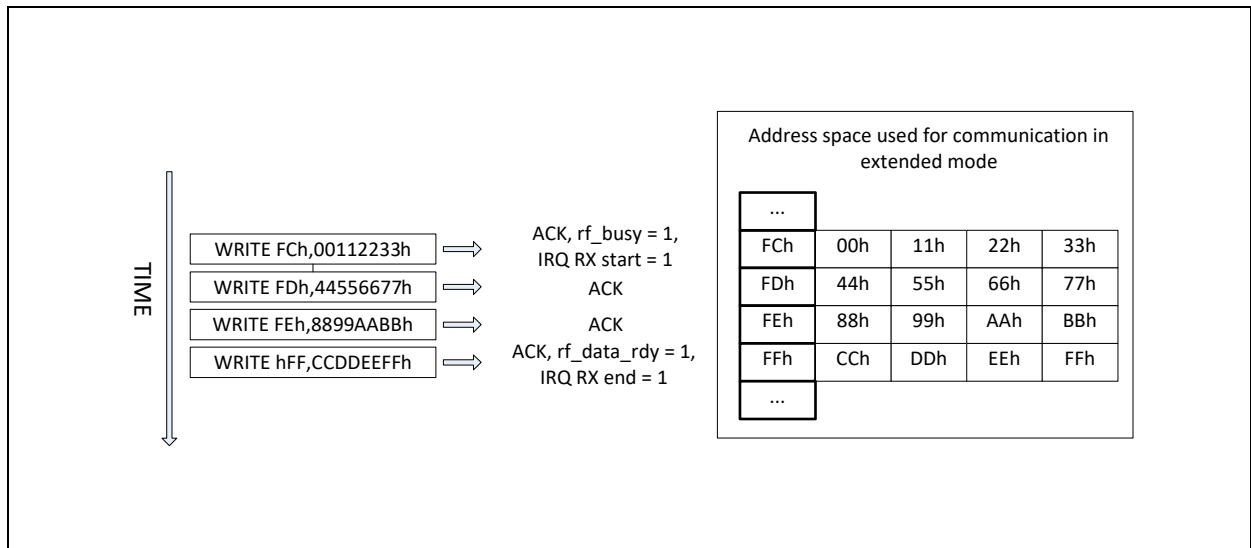 TIME
WRITE FCh,00112233h
ACK, rf_busy = 1,
IRQ RX start = 1
WRITE FDh,44556677h
ACK
WRITE FEh,8899AABBh
ACK
WRITE hFF,CCDDEEFFh
ACK, rf_data_rdy = 1,
IRQ RX end = 1
Address space used for communication in
extended mode
...
FCh 00h 11h 22h 33h
FDh 44h 55h 66h 77h
FEh 88h 99h AAh BBh
FFh CCh DDh EEh FFh
...